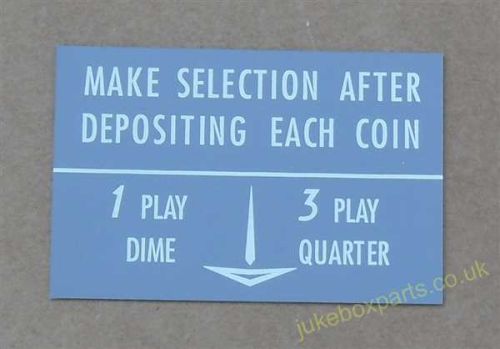 MAKE SELECTION AFTER
DEPOSITING EACH COIN
1 PLAY
DIME
3 PLAY
QUARTER
jukeboxparts.co.uk